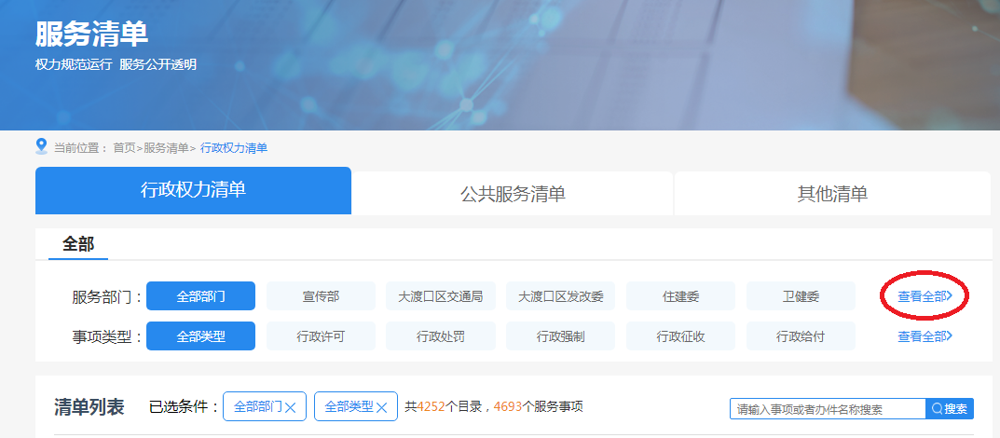 服务清单
权力规范运行 服务公开透明
当前位置： 首页>服务清单> 行政权力清单
行政权力清单 公共服务清单 其他清单
全部
服务部门： 全部部门 宣传部 大渡口区交通局 大渡口区发改委 住建委 卫健委 查看全部>
事项类型： 全部类型 行政许可 行政处罚 行政强制 行政征收 行政给付 查看全部>
清单列表 已选条件： 全部部门× 全部类型× 共4252个目录，4693个服务事项 请输入事项或者办件名称搜索 搜索